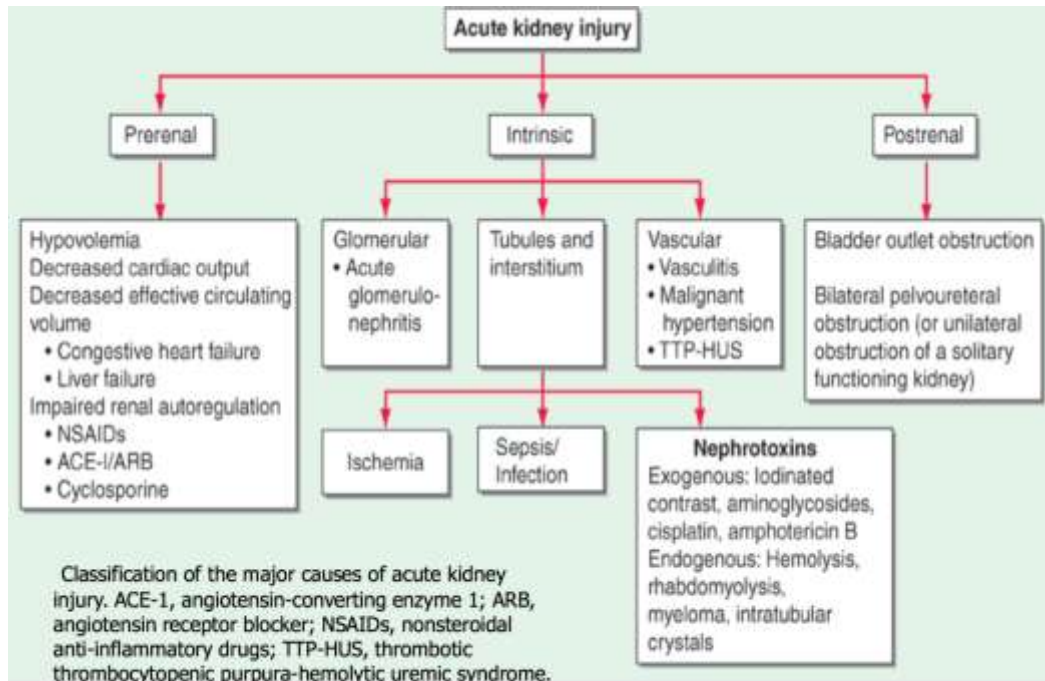 Acute kidney injury
Prerenal
Intrinsic
Postrenal
Hypovolemia
Decreased cardiac output
Decreased effective circulating
volume
• Congestive heart failure
• Liver failure
Impaired renal autoregulation
• NSAIDs
• ACE-I/ARB
• Cyclosporine
Glomerular
• Acute
glomerulo-
nephritis
Tubules and
interstitium
Vascular
• Vasculitis
• Malignant
hypertension
• TTP-HUS
Bladder outlet obstruction
Bilateral pelvoureteral
obstruction (or unilateral
obstruction of a solitary
functioning kidney)
Ischemia
Sepsis/
Infection
Nephrotoxins
Exogenous: Iodinated
contrast, aminoglycosides,
cisplatin, amphotericin B
Endogenous: Hemolysis,
rhabdomyolysis,
myeloma, intratubular
crystals
Classification of the major causes of acute kidney
injury. ACE-1, angiotensin-converting enzyme 1; ARB,
angiotensin receptor blocker; NSAIDs, nonsteroidal
anti-inflammatory drugs; TTP-HUS, thrombotic
thrombocytopenic purpura-hemolytic uremic syndrome.